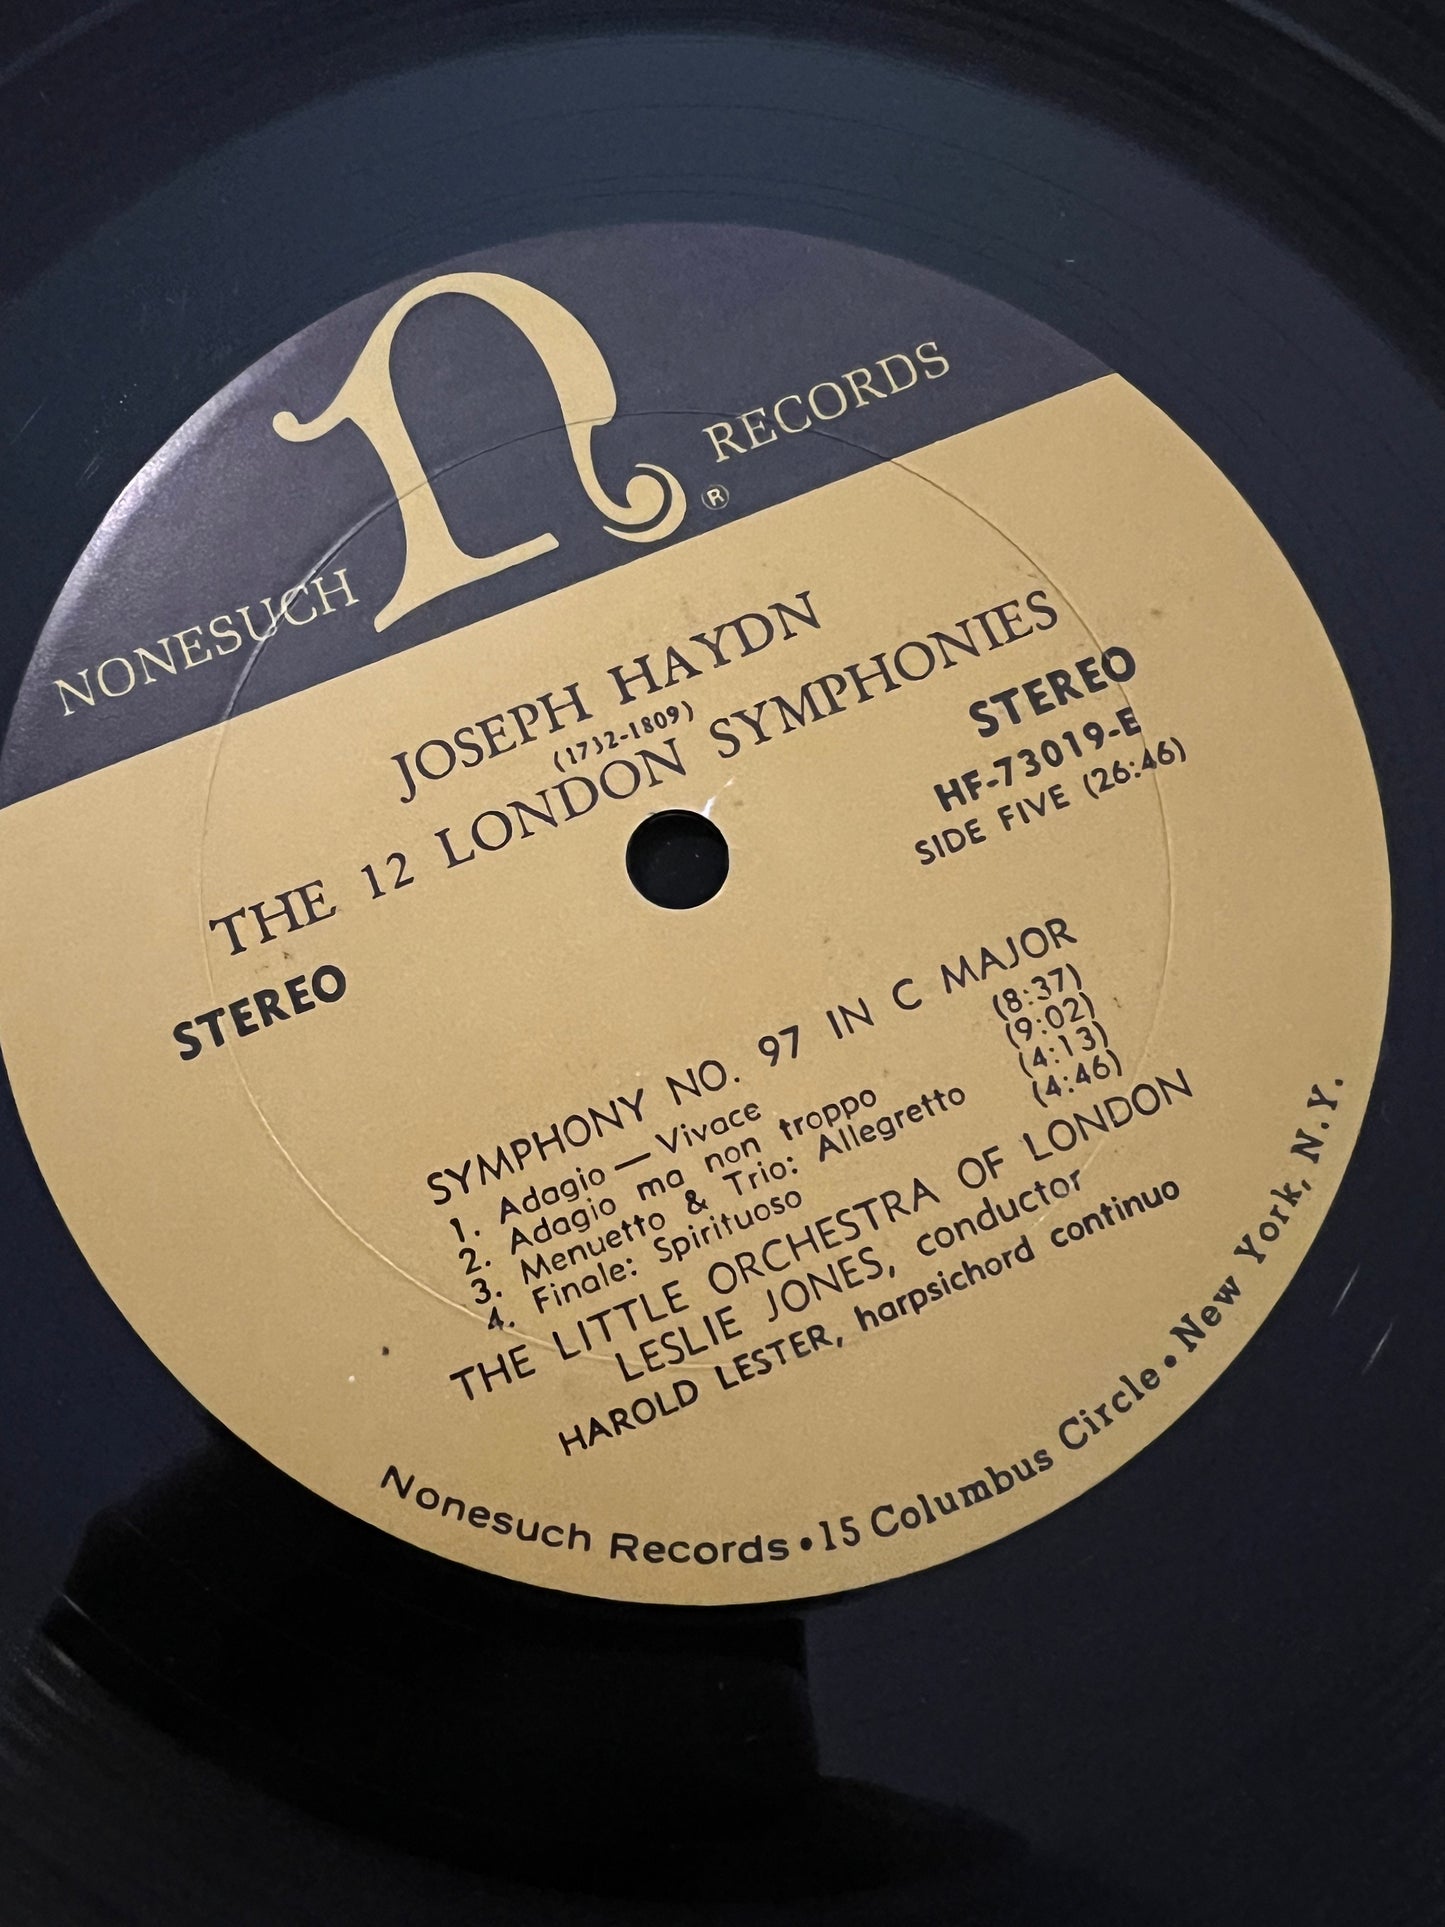 n
NONESUCH RECORDS
®
JOSEPH HAYDN
(1732-1809)
THE 12 LONDON SYMPHONIES
STEREO
HF-73019-E
SIDE FIVE (26:46)
STEREO
SYMPHONY NO. 97 IN C MAJOR
1. Adagio — Vivace (8:37)
2. Adagio ma non troppo (9:02)
3. Menuetto & Trio: Allegretto (4:13)
4. Finale: Spirituoso (4:46)
THE LITTLE ORCHESTRA OF LONDON
LESLIE JONES, conductor
HAROLD LESTER, harpsichord continuo
Nonesuch Records • 15 Columbus Circle • New York, N.Y.